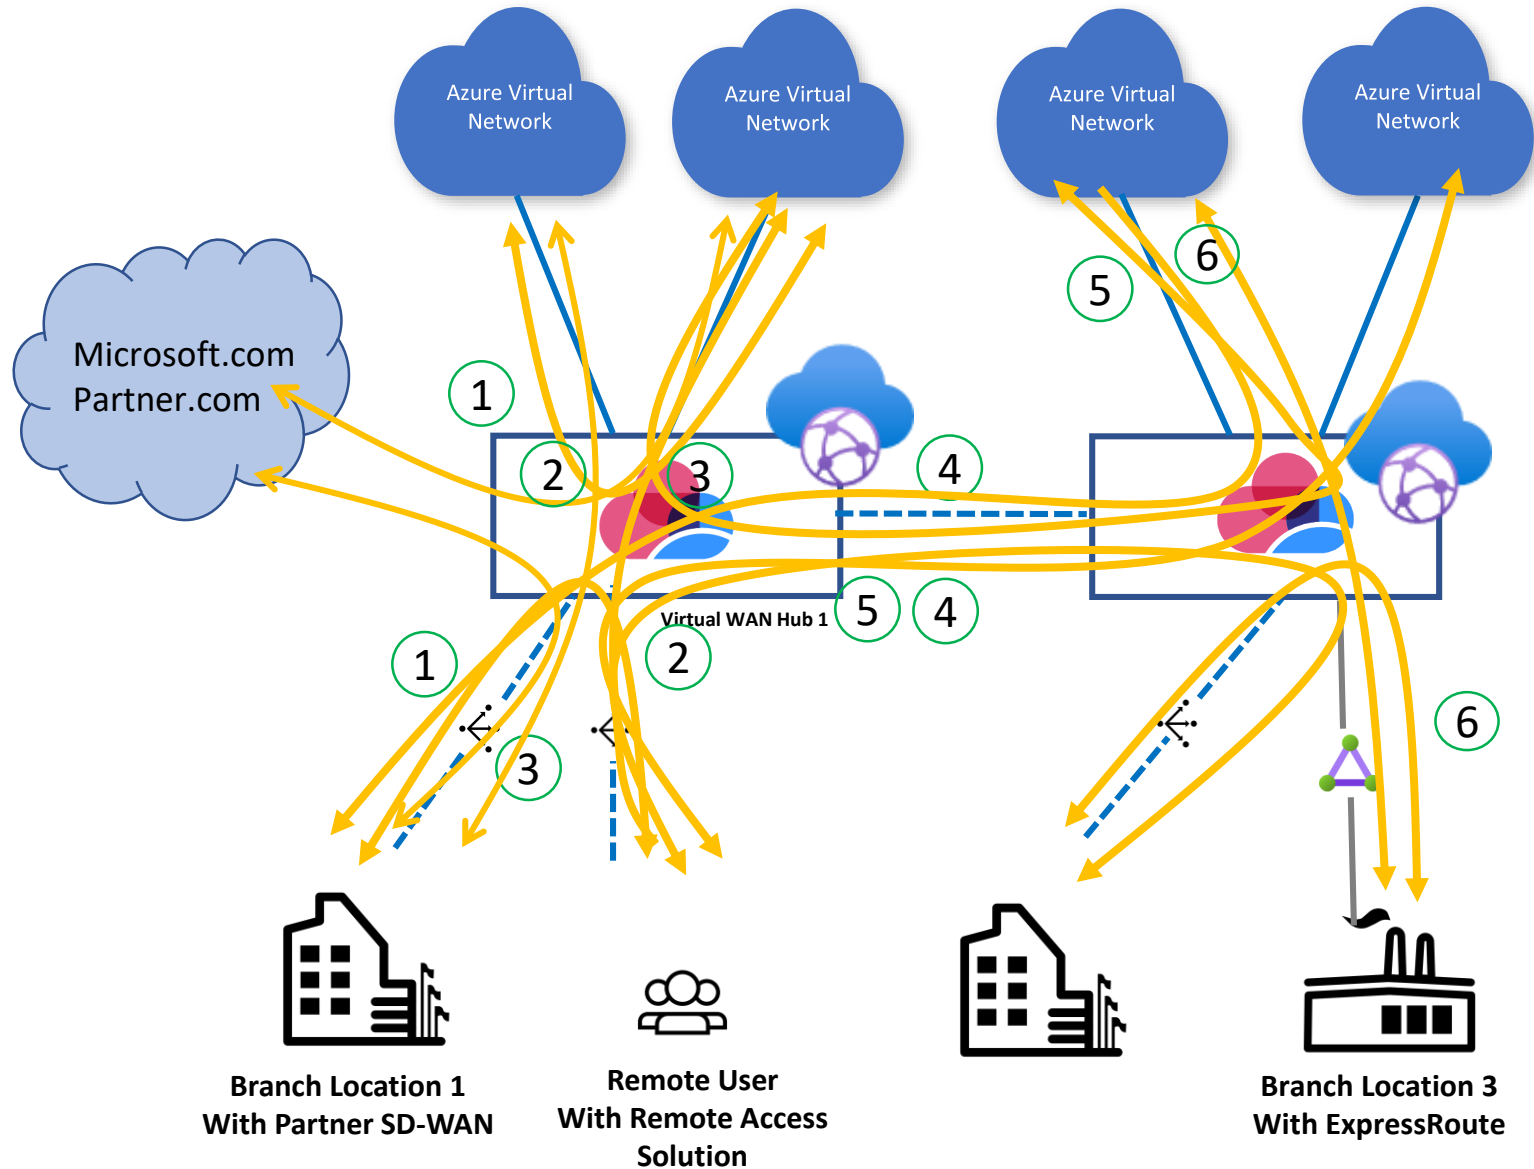 Azure Virtual
Network
Azure Virtual
Network
Azure Virtual
Network
Azure Virtual
Network
6
5
Microsoft.com
Partner.com
1
2
3
4
5
4
Virtual WAN Hub 1
1
2
3
6
Branch Location 1
With Partner SD-WAN
Remote User
With Remote Access
Solution
Branch Location 3
With ExpressRoute